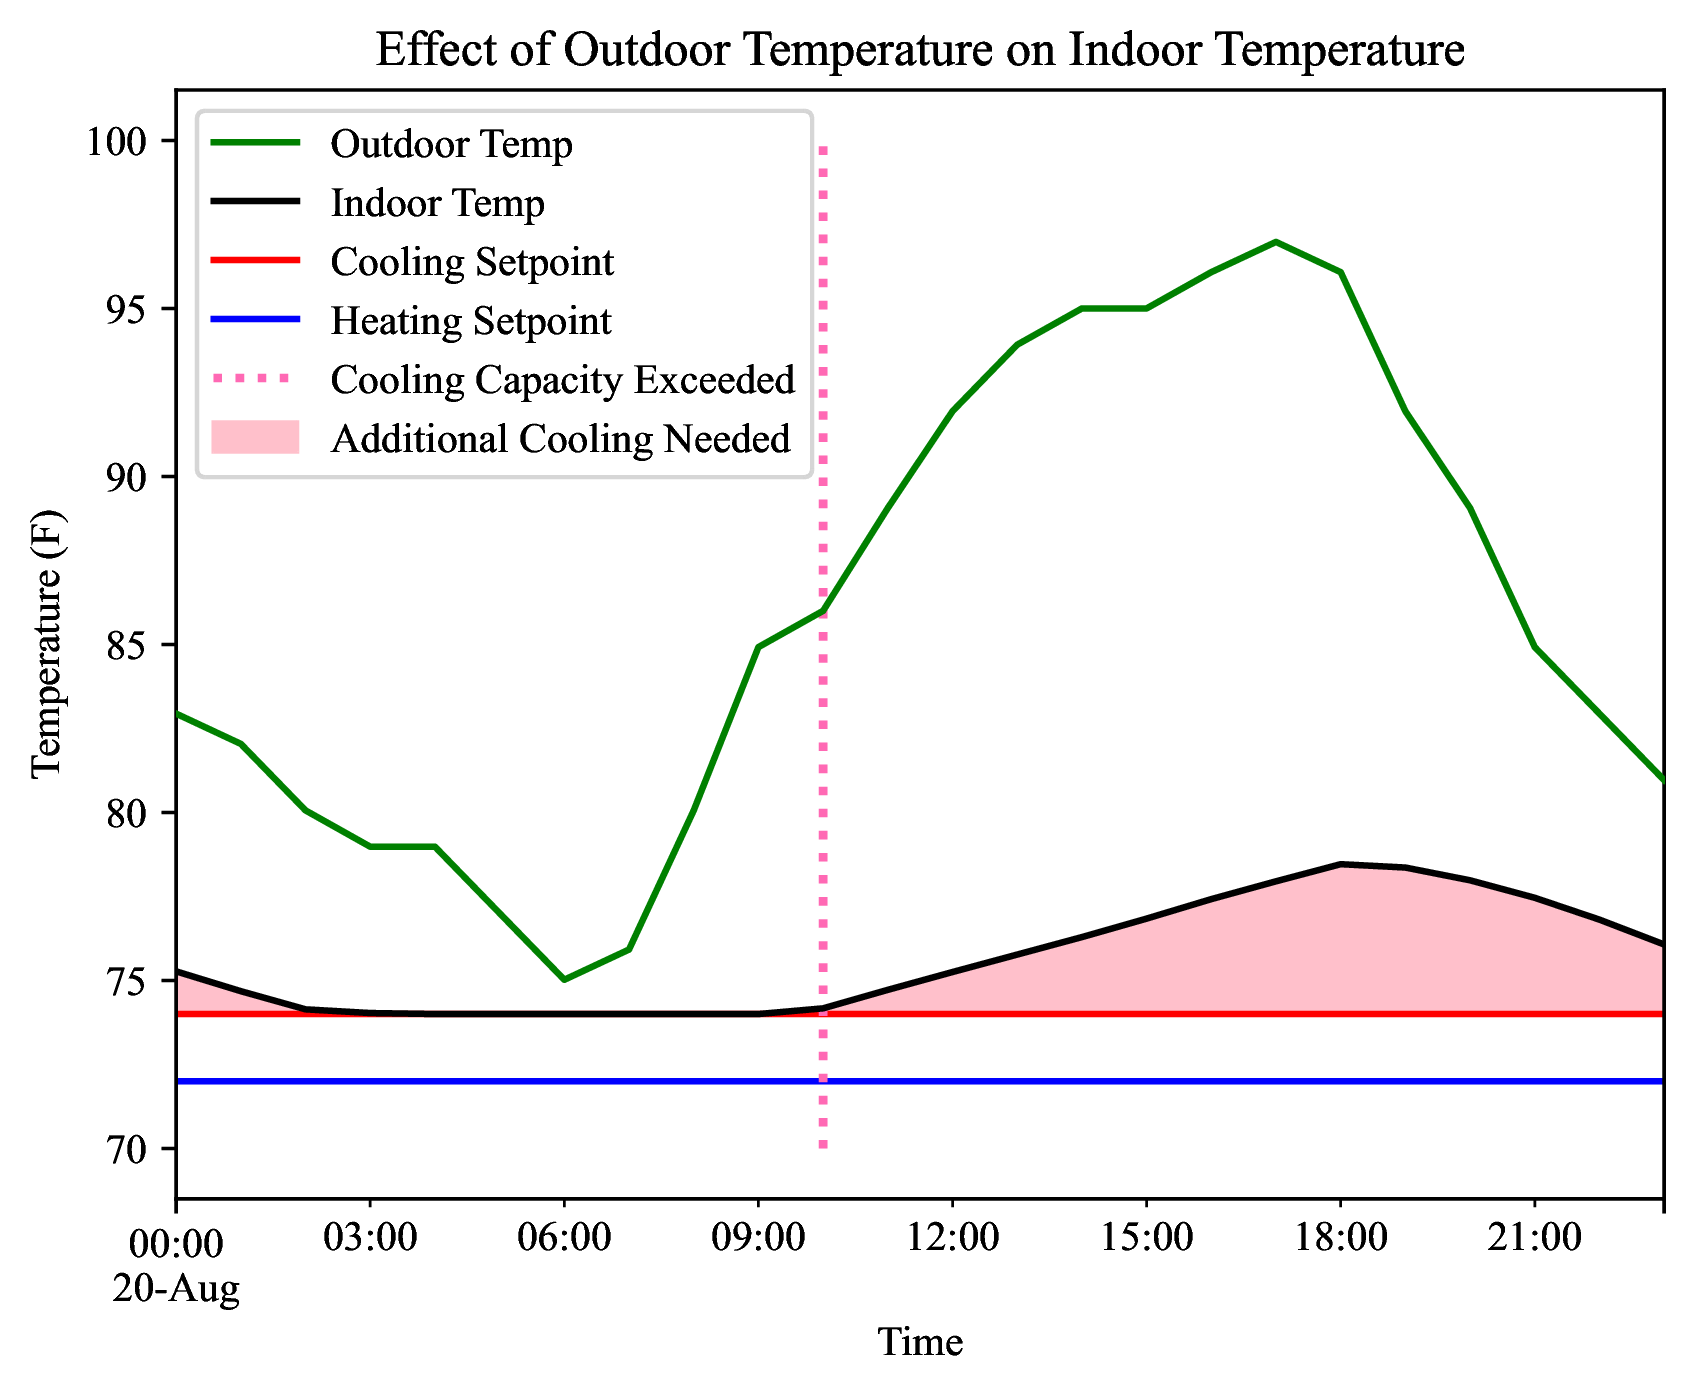 Effect of Outdoor Temperature on Indoor Temperature
Outdoor Temp
Indoor Temp
Cooling Setpoint
Heating Setpoint
Cooling Capacity Exceeded
Additional Cooling Needed
Temperature (F)
100
95
90
85
80
75
70
00:00 03:00 06:00 09:00 12:00 15:00 18:00 21:00
20-Aug
Time